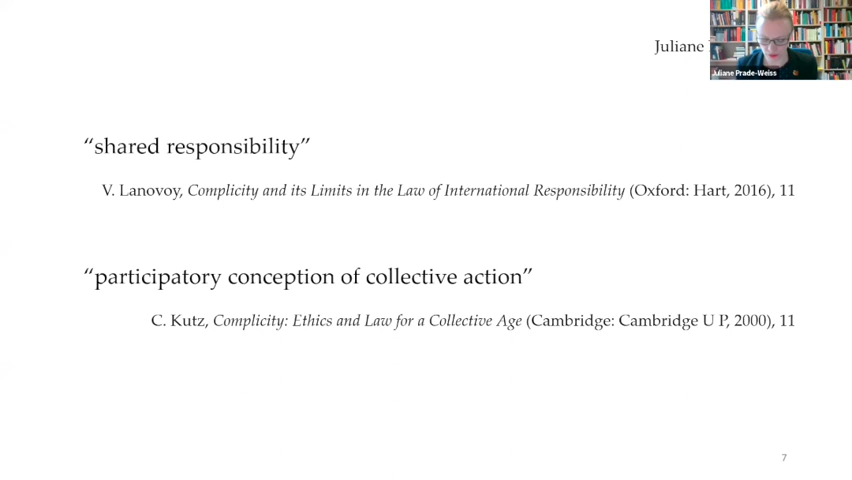 Juliane
Juliane Prade-Weiss
“shared responsibility”
V. Lanovoy, Complicity and its Limits in the Law of International Responsibility (Oxford: Hart, 2016), 11
“participatory conception of collective action”
C. Kutz, Complicity: Ethics and Law for a Collective Age (Cambridge: Cambridge U P, 2000), 11
7